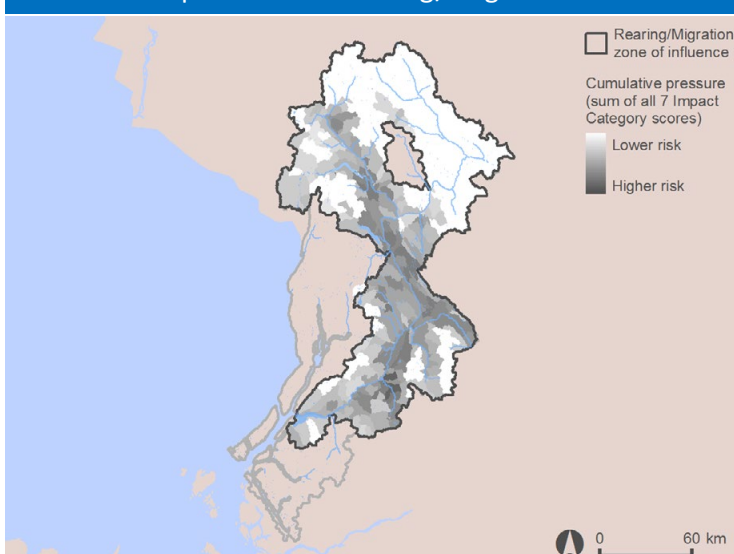 Rearing/Migration
zone of influence
Cumulative pressure
(sum of all 7 Impact
Category scores)
Lower risk
Higher risk
0 60 km